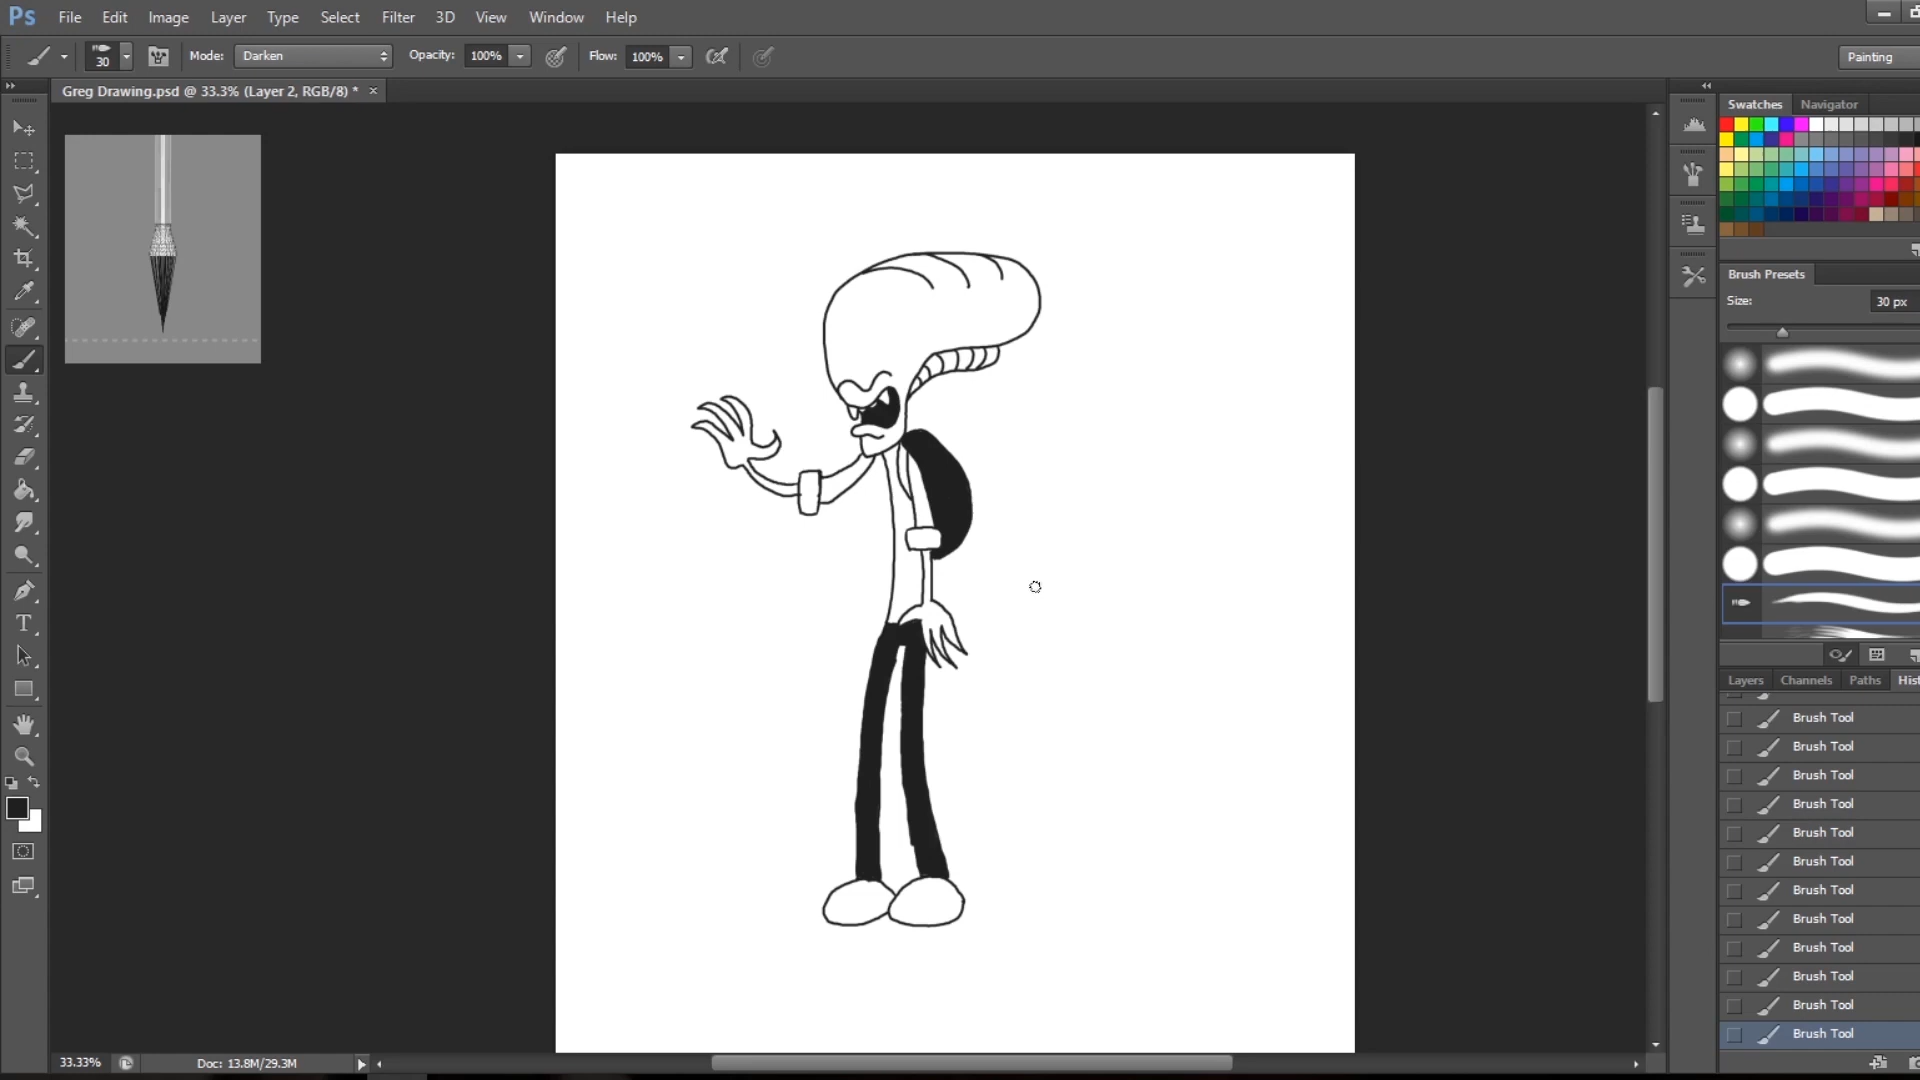 Ps File Edit Image Layer Type Select Filter 3D View Window Help
30 Mode: Darken Opacity: 100% Flow: 100% Painting
Greg Drawing.psd @ 33.3% (Layer 2, RGB/8) * ×
Swatches Navigator
Brush Presets
Size: 30 px
Layers Channels Paths Hist
Brush Tool
Brush Tool
Brush Tool
Brush Tool
Brush Tool
Brush Tool
Brush Tool
Brush Tool
Brush Tool
Brush Tool
Brush Tool
Brush Tool
33.33% Doc: 13.8M/29.3M